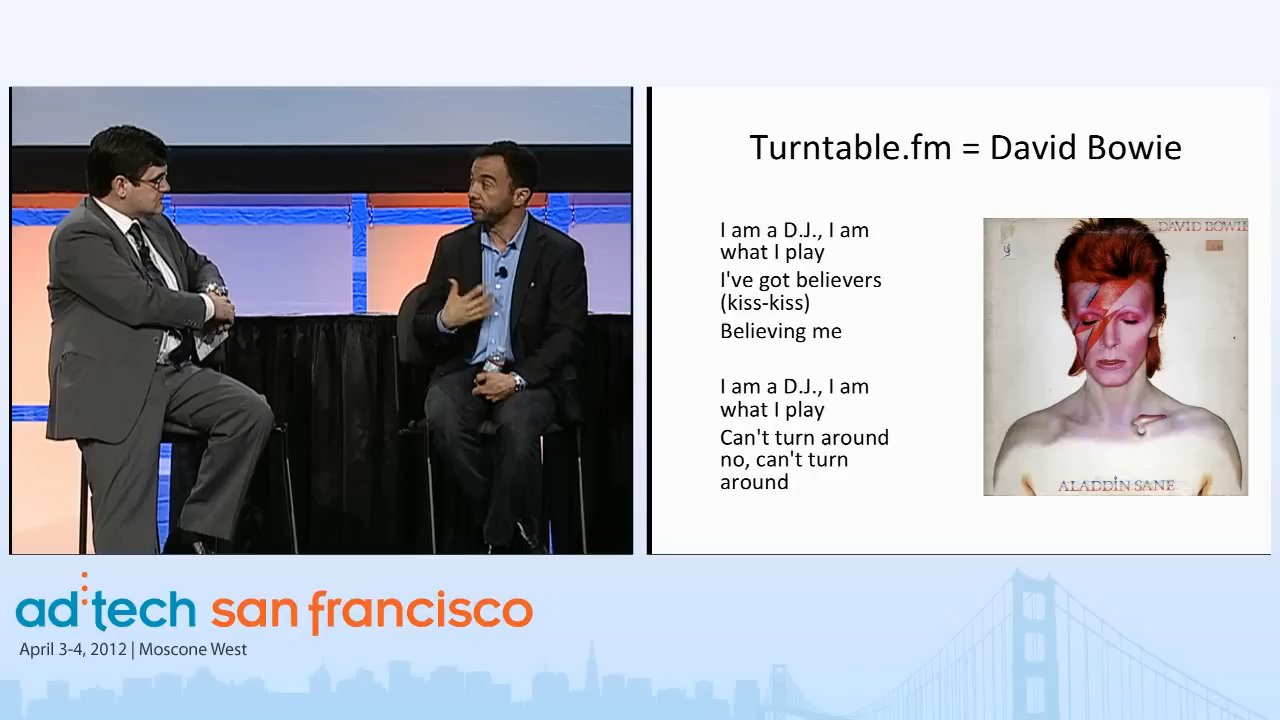 Turntable.fm = David Bowie
I am a D.J., I am
what I play
I've got believers
(kiss-kiss)
Believing me
I am a D.J., I am
what I play
Can't turn around
no, can't turn
around
DAVID BOWIE
ALADDIN SANE
ad:tech san francisco
April 3-4, 2012 | Moscone West